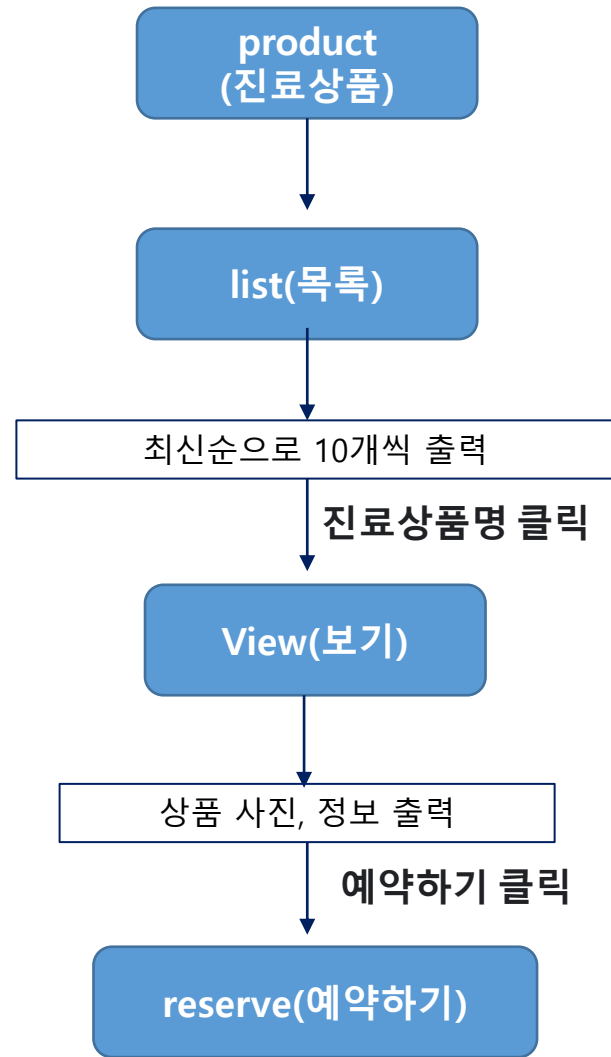 product
(진료상품)
list(목록)
최신순으로 10개씩 출력
진료상품명 클릭
View(보기)
상품 사진, 정보 출력
예약하기 클릭
reserve(예약하기)